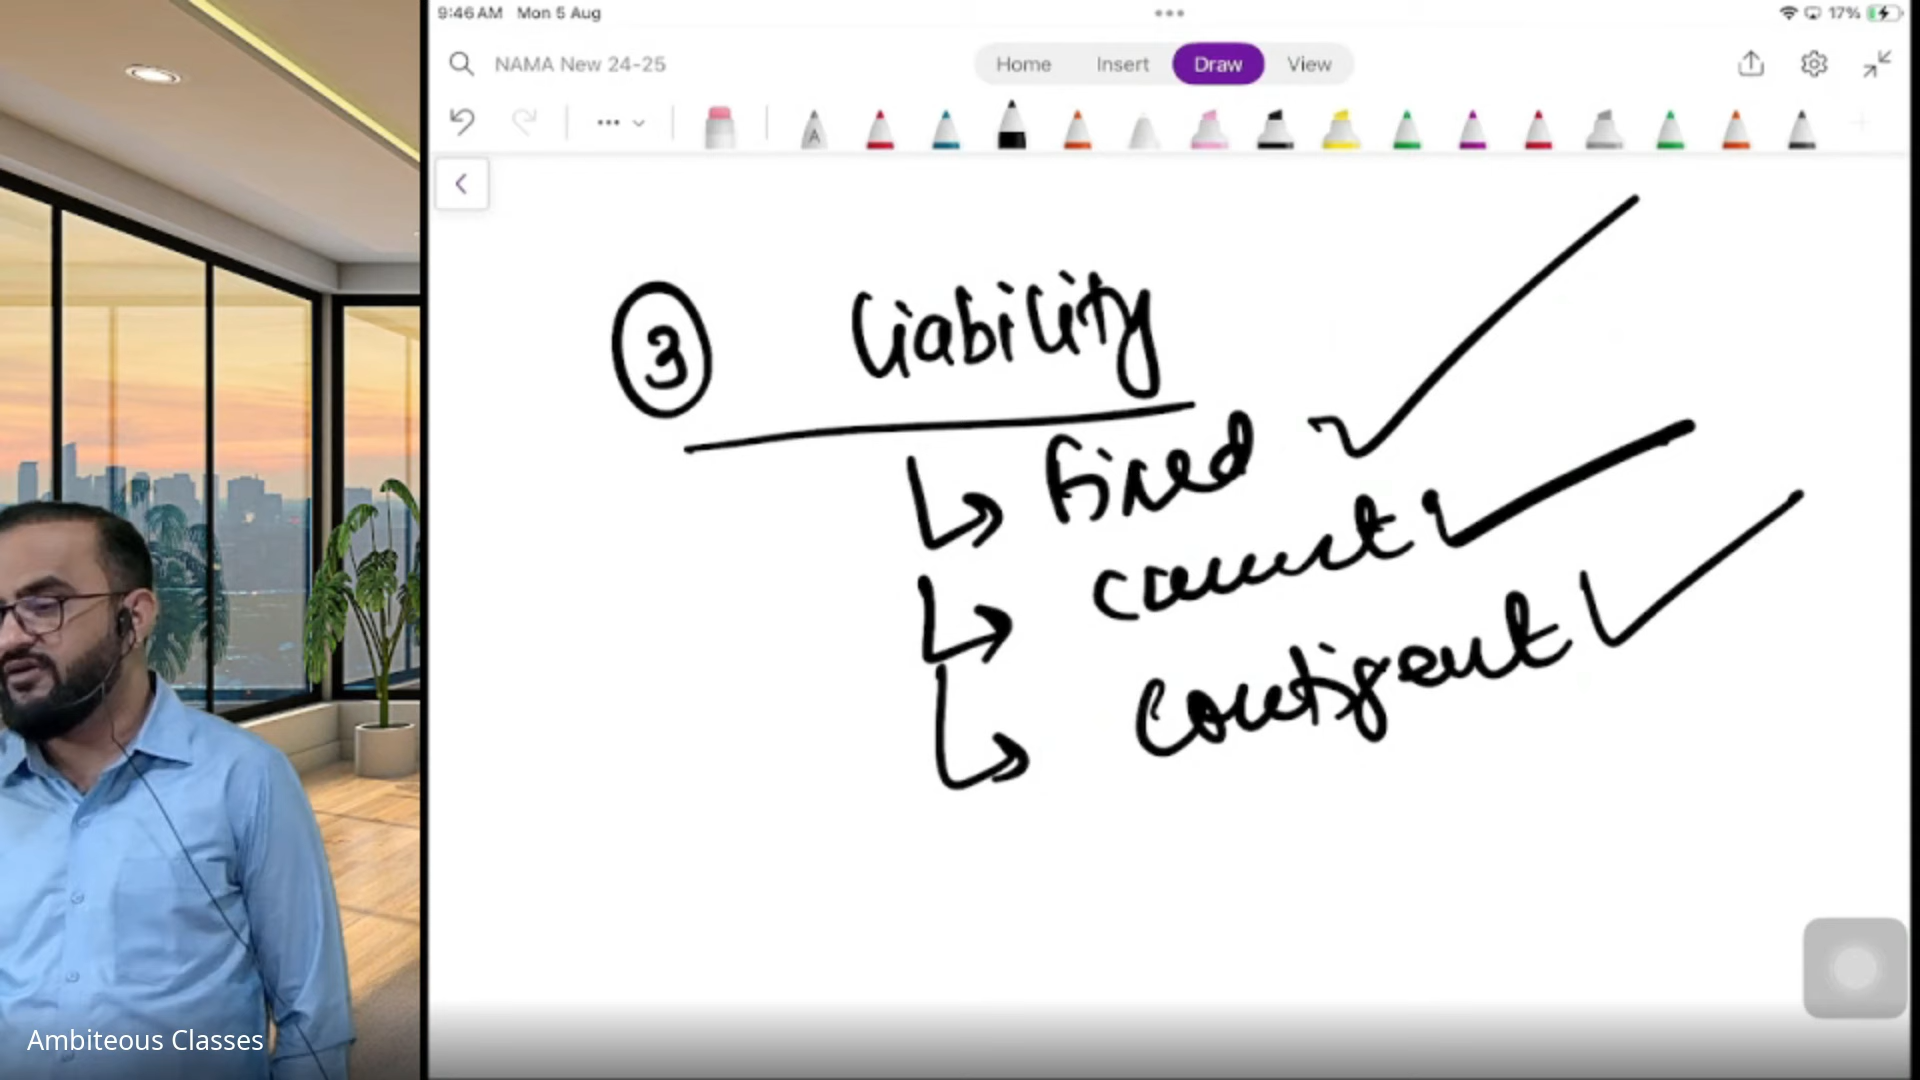 9:46 AM Mon 5 Aug
17%
NAMA New 24-25
Home Insert Draw View
A
3 Liability
fixed
current
contigent
Ambiteous Classes